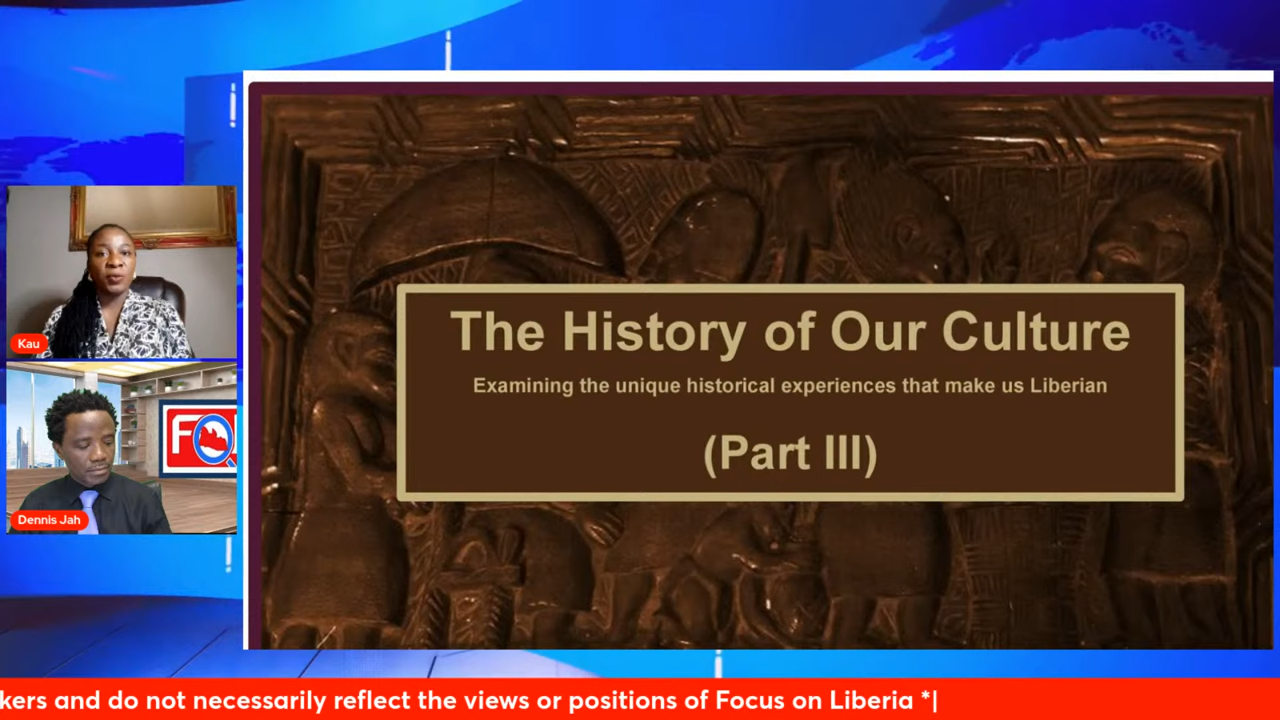 The History of Our Culture
Examining the unique historical experiences that make us Liberian
(Part III)
Kau
Dennis Jah
kers and do not necessarily reflect the views or positions of Focus on Liberia *|